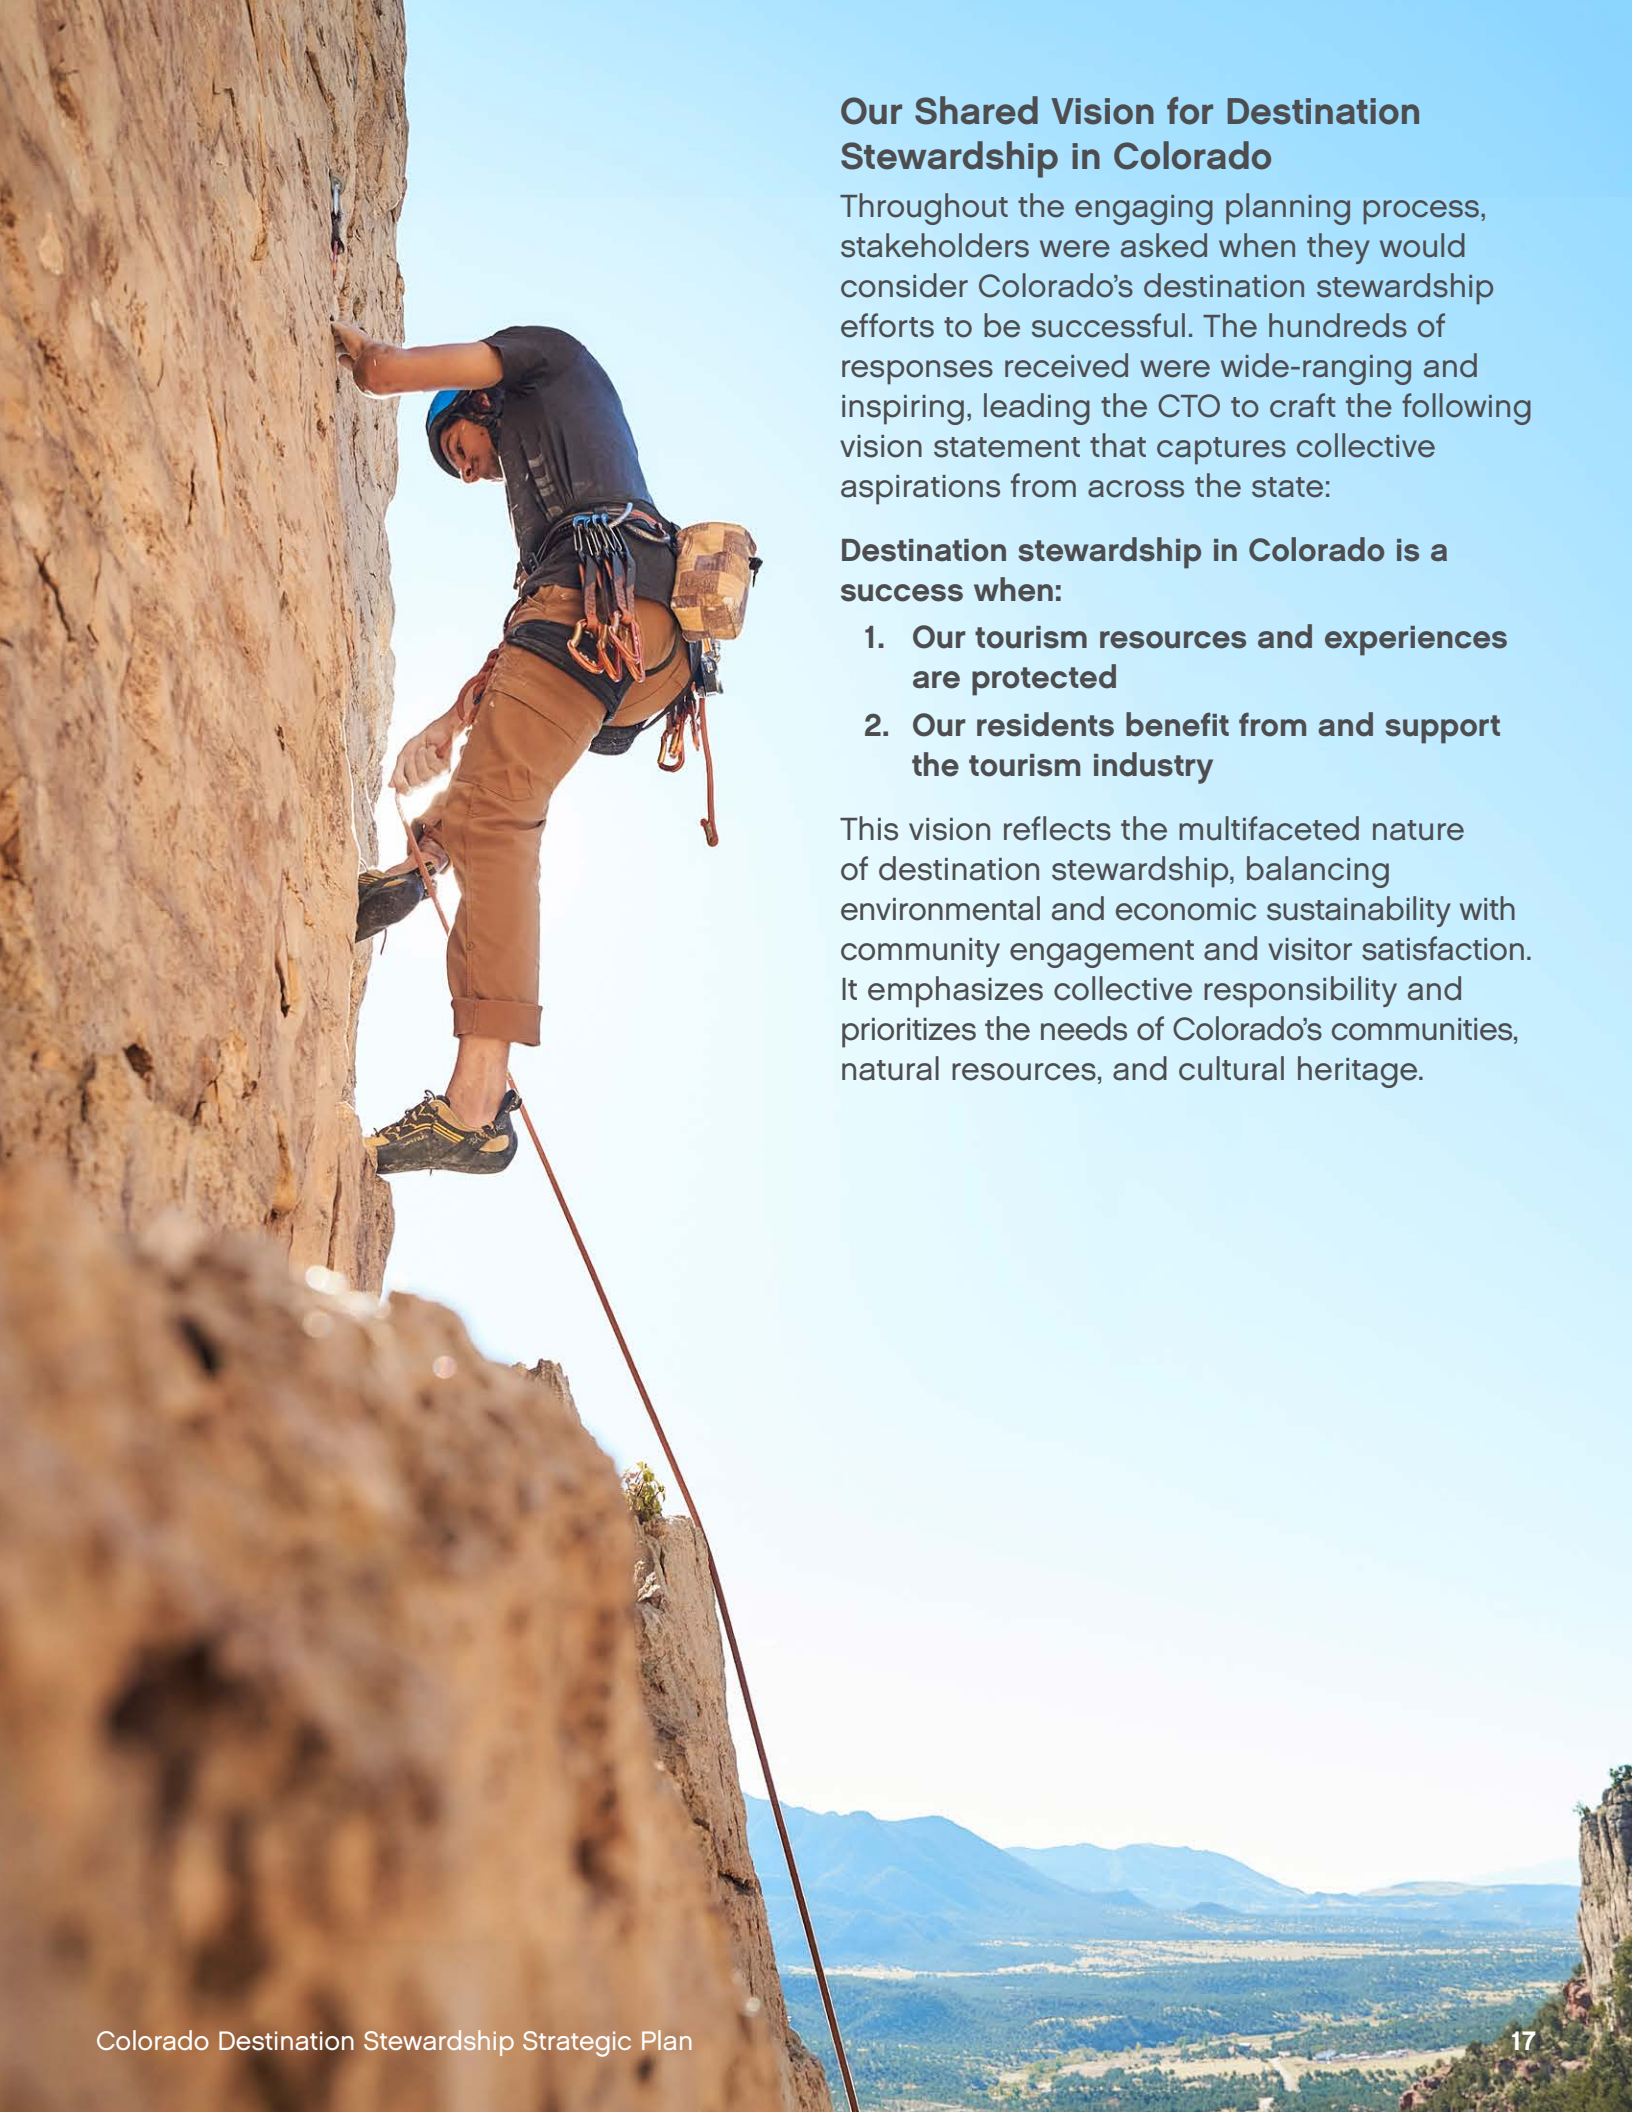 Our Shared Vision for Destination
Stewardship in Colorado
Throughout the engaging planning process,
stakeholders were asked when they would
consider Colorado’s destination stewardship
efforts to be successful. The hundreds of
responses received were wide-ranging and
inspiring, leading the CTO to craft the following
vision statement that captures collective
aspirations from across the state:
Destination stewardship in Colorado is a
success when:
1. Our tourism resources and experiences
are protected
2. Our residents benefit from and support
the tourism industry
This vision reflects the multifaceted nature
of destination stewardship, balancing
environmental and economic sustainability with
community engagement and visitor satisfaction.
It emphasizes collective responsibility and
prioritizes the needs of Colorado’s communities,
natural resources, and cultural heritage.
Colorado Destination Stewardship Strategic Plan
17